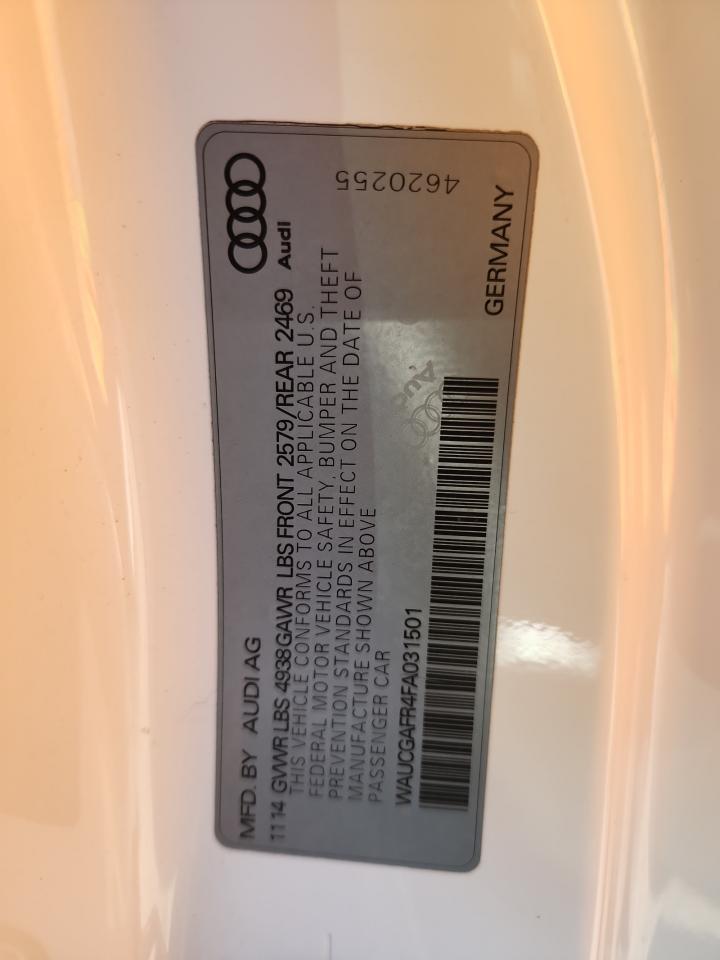 MFD. BY AUDI AG
Audi
1114 GVWR LBS 4938 GAWR LBS FRONT 2579/REAR 2469
THIS VEHICLE CONFORMS TO ALL APPLICABLE U.S.
FEDERAL MOTOR VEHICLE SAFETY, BUMPER AND THEFT
PREVENTION STANDARDS IN EFFECT ON THE DATE OF
MANUFACTURE SHOWN ABOVE
PASSENGER CAR
WAUCGAFR4FA031501
GERMANY
4620255